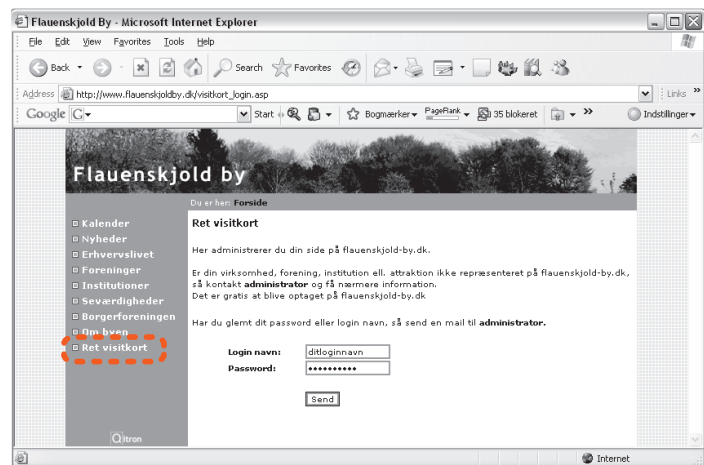 Flauenskjold By - Microsoft Internet Explorer
File Edit View Favorites Tools Help
Back Search Favorites
Address http://www.flauenskjoldby.dk/visitkort_login.asp Links »
Google G Start Bogmærker PageRank 35 blokeret » Indstillinger
Flauenskjold by
Du er her: Forside
Kalender
Nyheder
Erhvervslivet
Foreninger
Institutioner
Seværdigheder
Borgerforeningen
Om byen
Ret visitkort
Ret visitkort
Her administrerer du din side på flauenskjold-by.dk.
Er din virksomhed, forening, institution ell. attraktion ikke repræsenteret på flauenskjold-by.dk,
så kontakt administrator og få nærmere information.
Det er gratis at blive optaget på flauenskjold-by.dk
Har du glemt dit password eller login navn, så send en mail til administrator.
Login navn: ditloginnavn
Password: ••••••••••
Send
Qitron
Internet